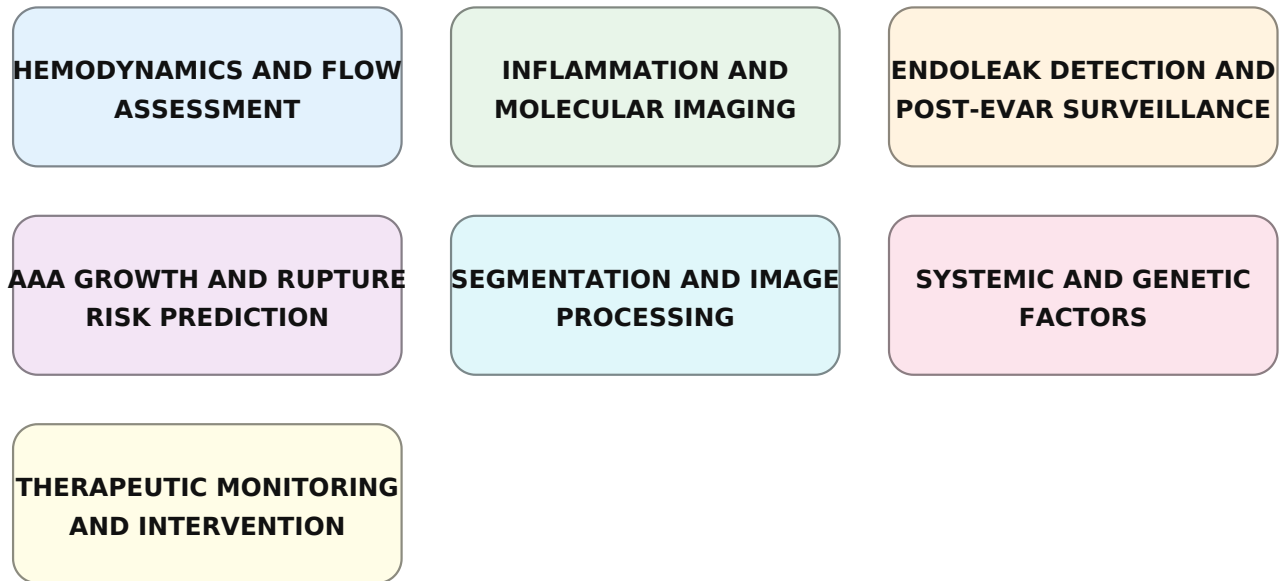 HEMODYNAMICS AND FLOW
ASSESSMENT
INFLAMMATION AND
MOLECULAR IMAGING
ENDOLEAK DETECTION AND
POST-EVAR SURVEILLANCE
AAA GROWTH AND RUPTURE
RISK PREDICTION
SEGMENTATION AND IMAGE
PROCESSING
SYSTEMIC AND GENETIC
FACTORS
THERAPEUTIC MONITORING
AND INTERVENTION